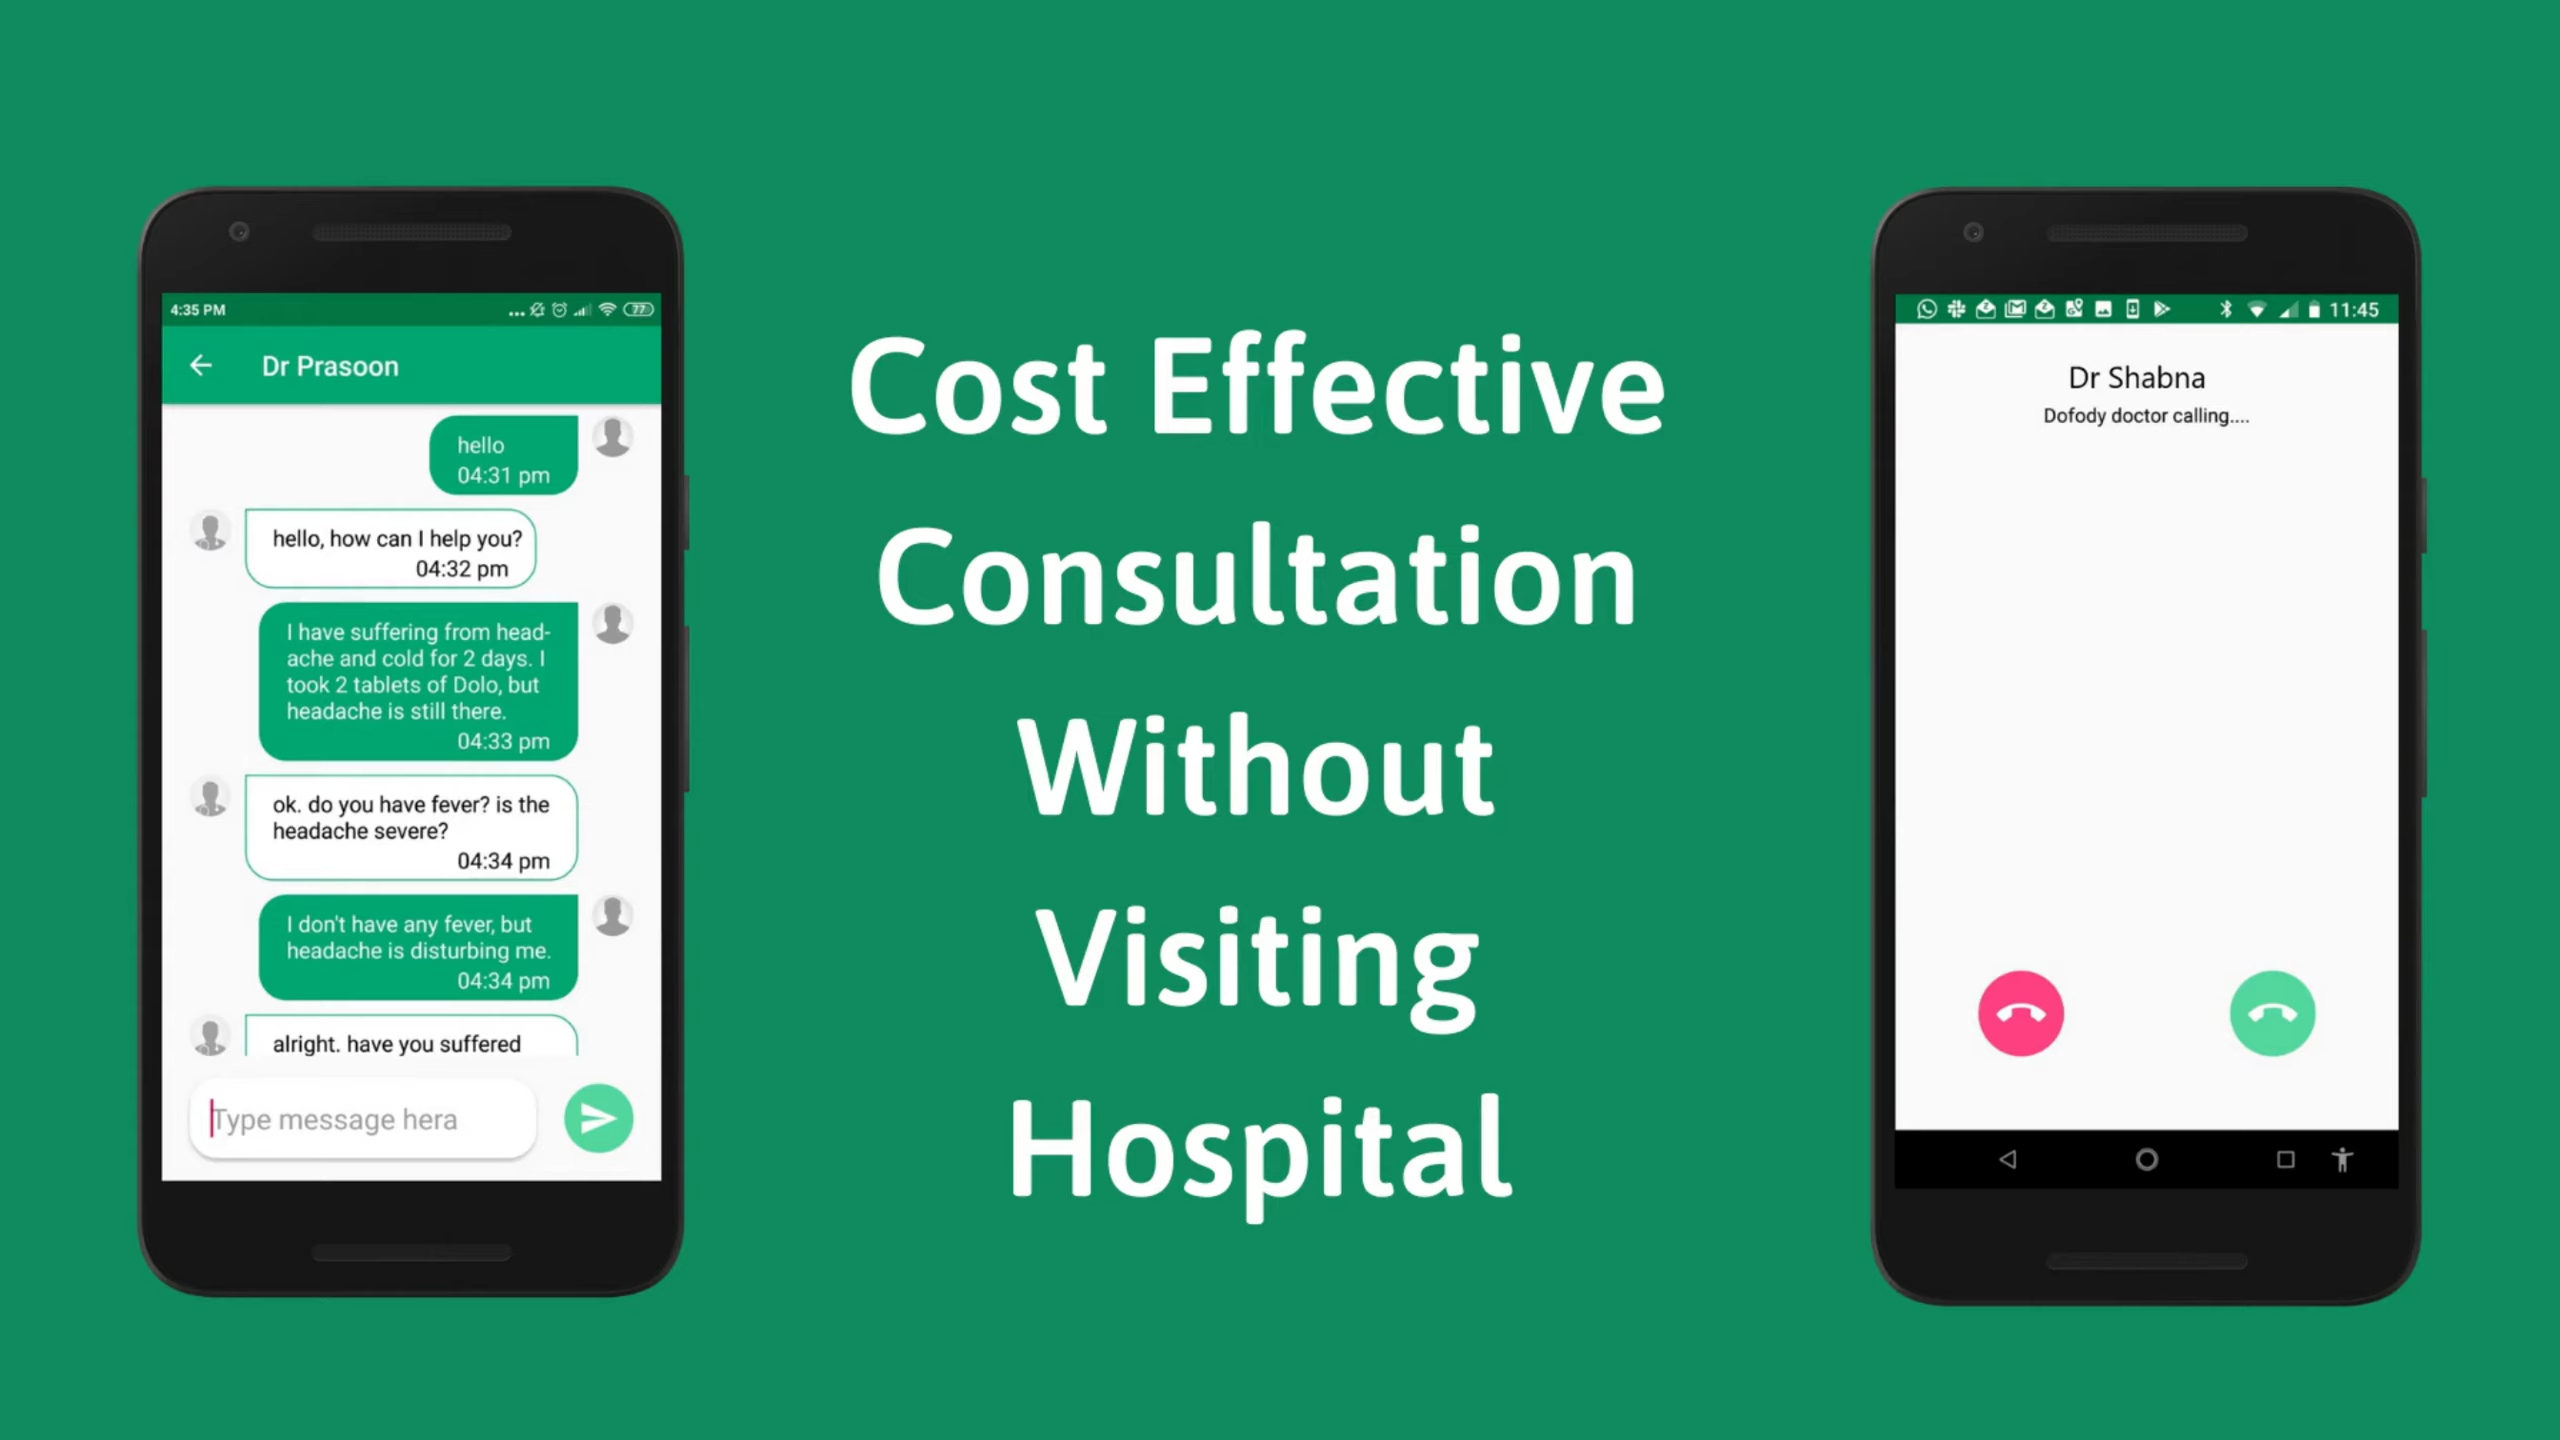 4:35 PM
77
Dr Prasoon
hello
04:31 pm
hello, how can I help you?
04:32 pm
I have suffering from head-
ache and cold for 2 days. I
took 2 tablets of Dolo, but
headache is still there.
04:33 pm
ok. do you have fever? is the
headache severe?
04:34 pm
I don't have any fever, but
headache is disturbing me.
04:34 pm
alright. have you suffered
Type message hera
Cost Effective
Consultation
Without
Visiting
Hospital
11:45
Dr Shabna
Dofody doctor calling....